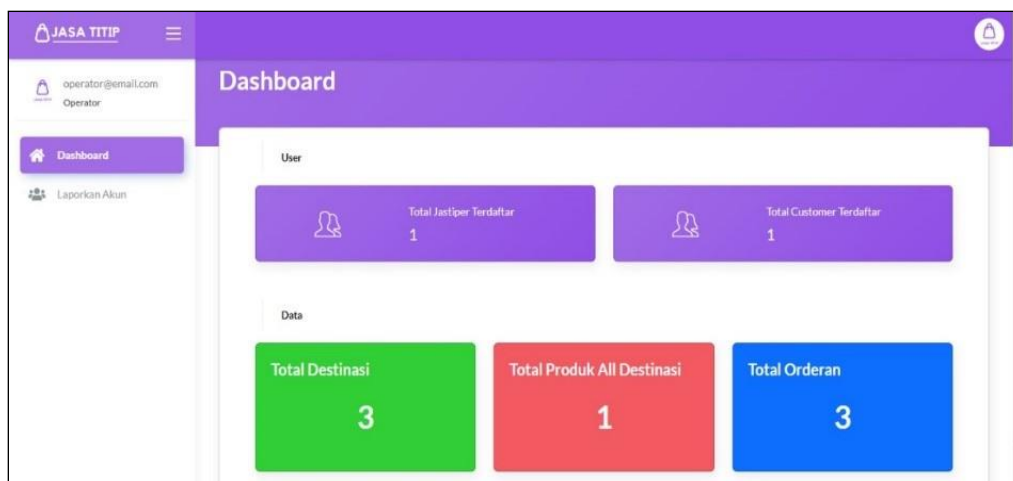 JASA TITIP
operator@email.com
Operator
Dashboard
Laporkan Akun
Dashboard
User
Total Jastiper Terdaftar
1
Total Customer Terdaftar
1
Data
Total Destinasi
3
Total Produk All Destinasi
1
Total Orderan
3